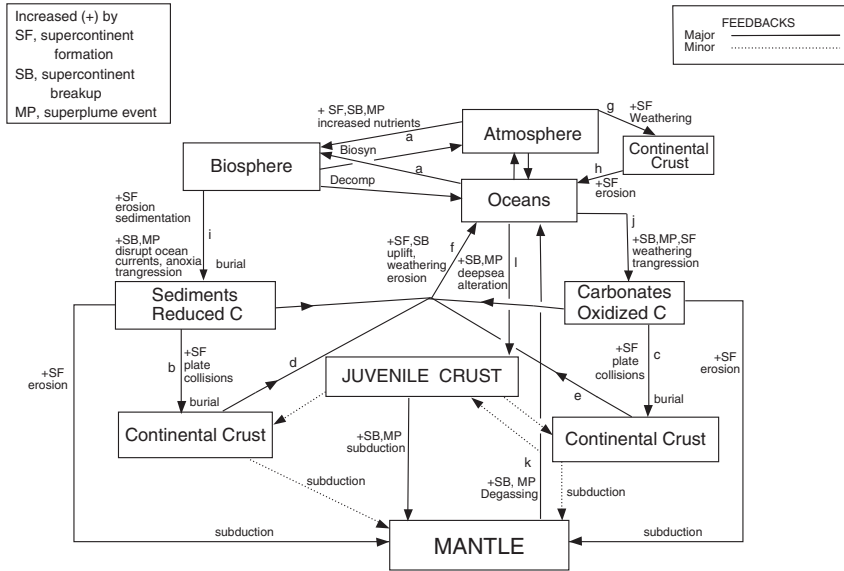 Increased (+) by
SF, supercontinent
formation
SB, supercontinent
breakup
MP, superplume event
FEEDBACKS
Major
Minor
+ SF,SB,MP
increased nutrients
a
Atmosphere
g
+SF
Weathering
Biosyn
a
Biosphere
Continental
Crust
Decomp
h
+SF
erosion
Oceans
+SF
erosion
sedimentation
i
+SB,MP
disrupt ocean
currents, anoxia
trangression
burial
+SF,SB
uplift,
weathering
erosion
f
+SB,MP
deepsea
alteration
l
j
+SB,MP,SF
weathering
trangression
Sediments
Reduced C
Carbonates
Oxidized C
+SF
erosion
b
+SF
plate
collisions
burial
d
JUVENILE CRUST
e
+SF
plate
collisions
c
burial
+SF
erosion
Continental Crust
+SB,MP
subduction
k
Continental Crust
subduction
+SB, MP
Degassing
subduction
subduction
MANTLE
subduction